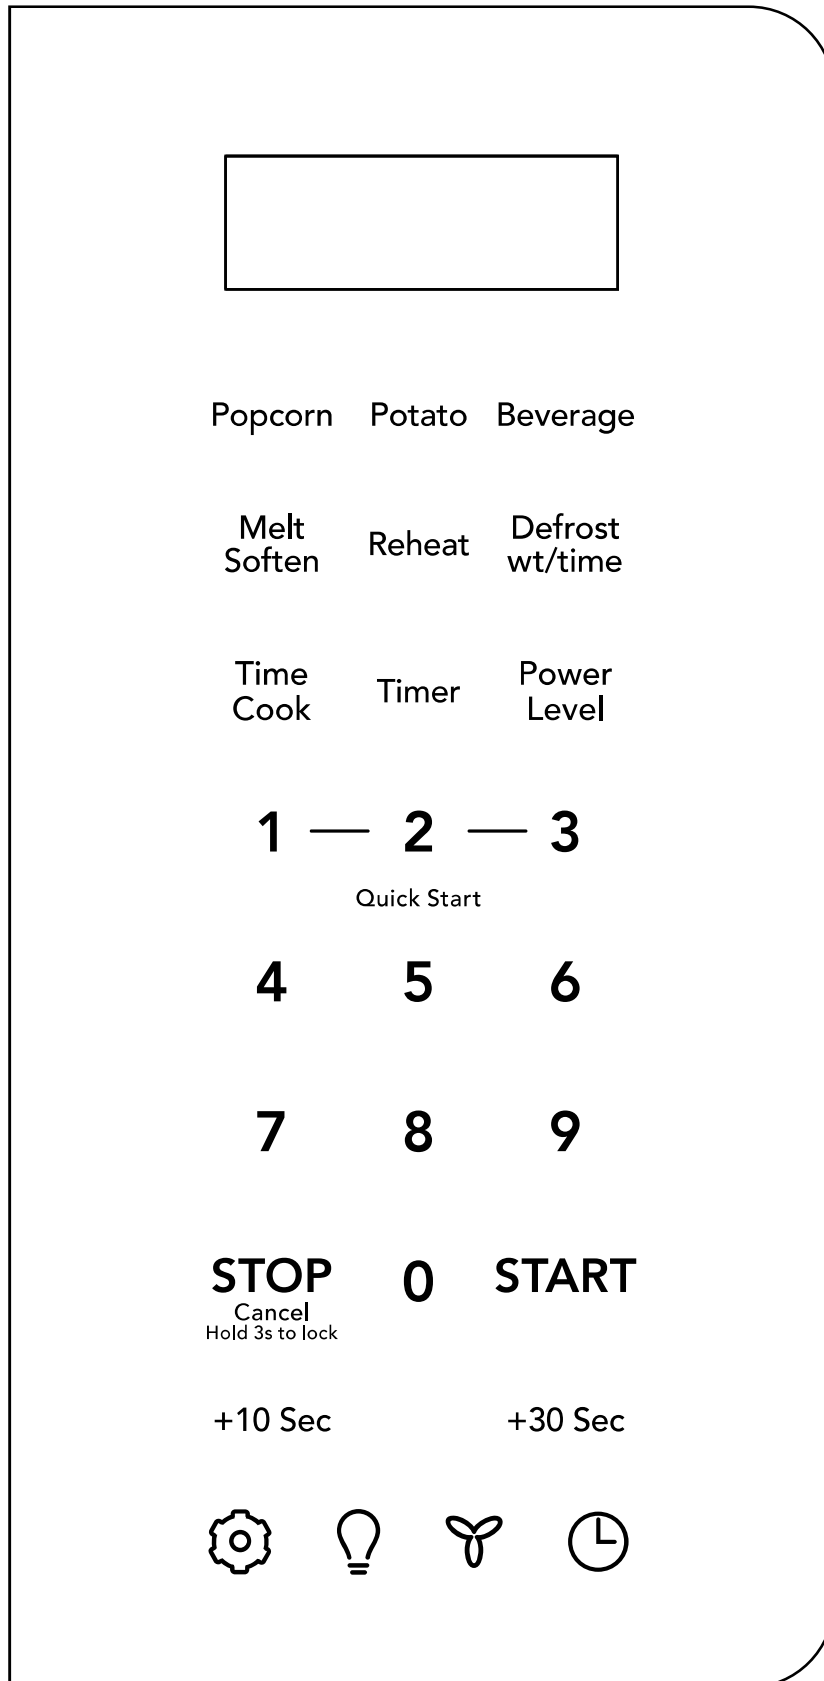 Popcorn Potato Beverage
Melt Soften Reheat Defrost wt/time
Time Cook Timer Power Level
1 — 2 — 3
Quick Start
4 5 6
7 8 9
STOP 0 START
Cancel
Hold 3s to lock
+10 Sec +30 Sec